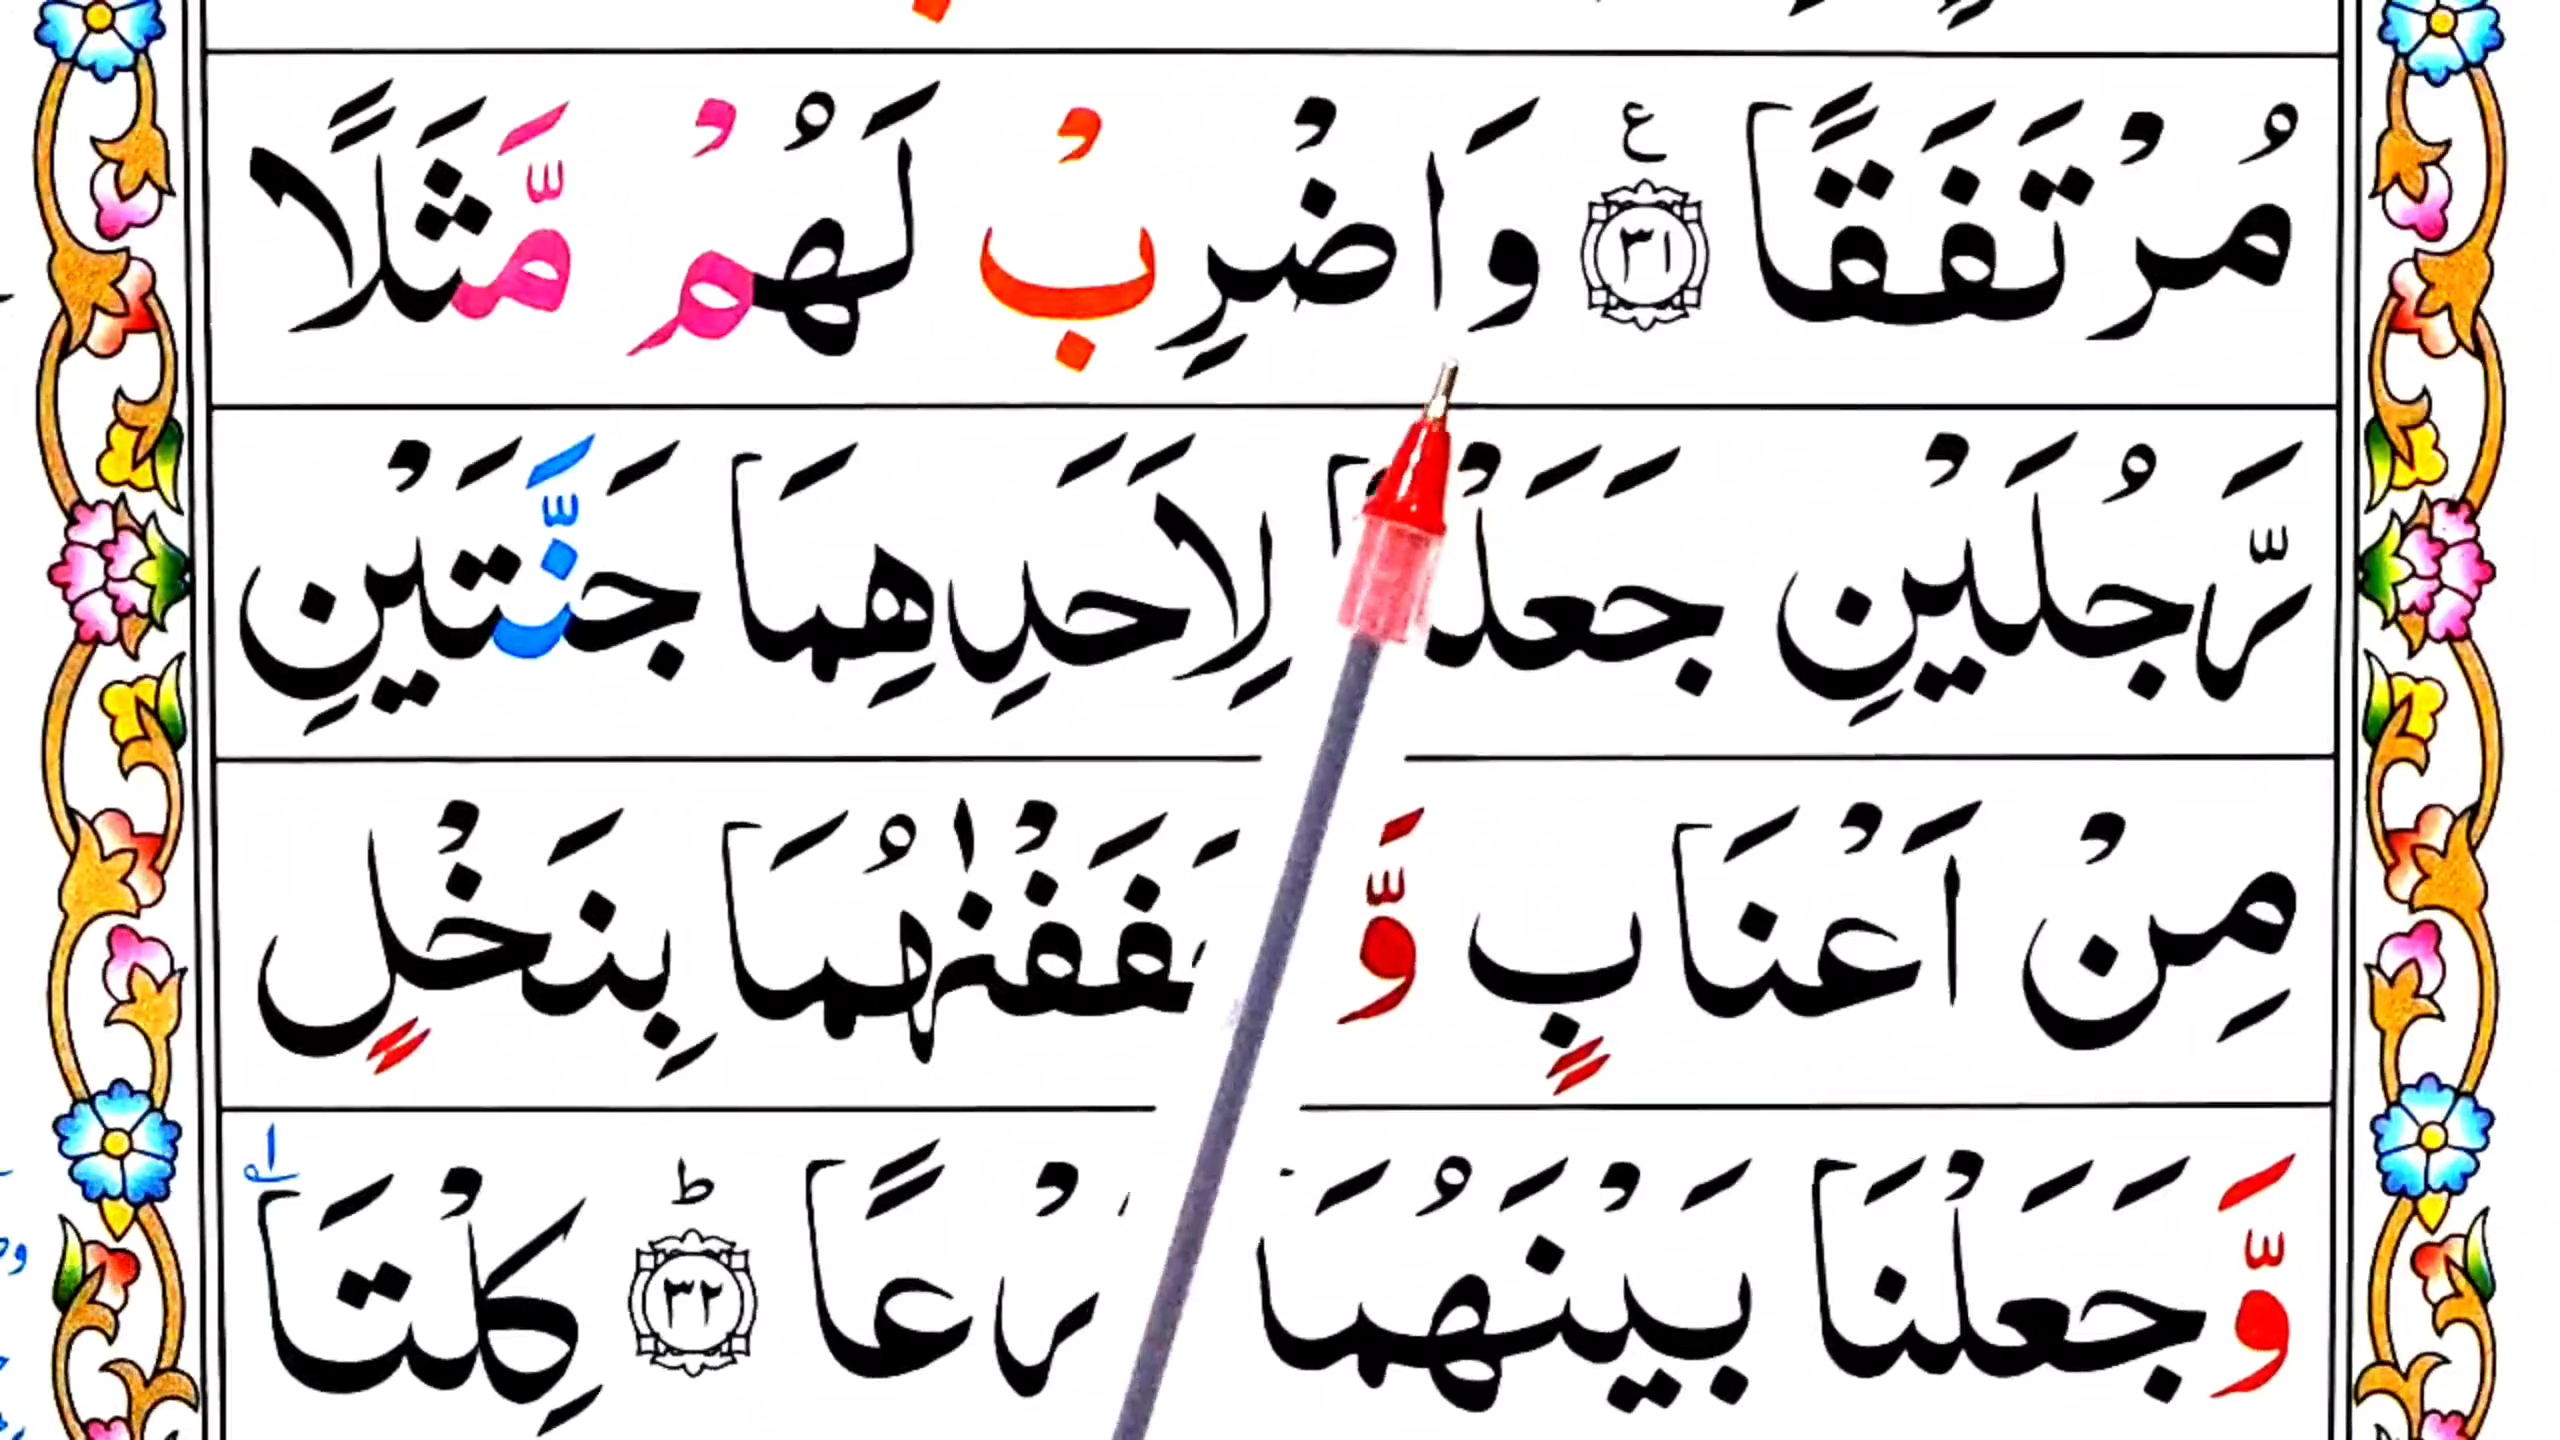 مُرْتَفَقًا ع ۝٣١ وَاضْرِبْ لَهُمْ مَّثَلًا
رَّجُلَيْنِ لِاَحَدِهِمَا جَنَّتَيْنِ
مِنْ اَعْنَابٍ وَّ بِنَخْلٍ
وَّجَعَلْنَا بَيْنَهُمَا ط ۝٣٢ كِلْتَا